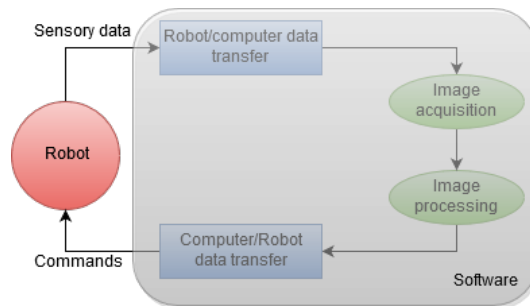 Sensory data
Robot/computer data
transfer
Image
acquisition
Robot
Image
processing
Computer/Robot
data transfer
Commands
Software